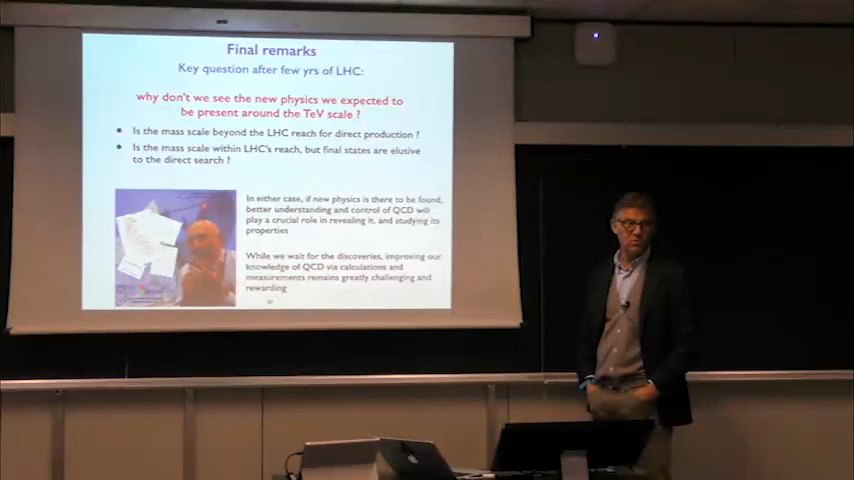 Final remarks
Key question after few yrs of LHC:
why don't we see the new physics we expected to
be present around the TeV scale ?
• Is the mass scale beyond the LHC reach for direct production ?
• Is the mass scale within LHC's reach, but final states are elusive
to the direct search ?
In either case, if new physics is there to be found,
better understanding and control of QCD will
play a crucial role in revealing it, and studying its
properties
While we wait for the discoveries, improving our
knowledge of QCD via calculations and
measurements remains greatly challenging and
rewarding